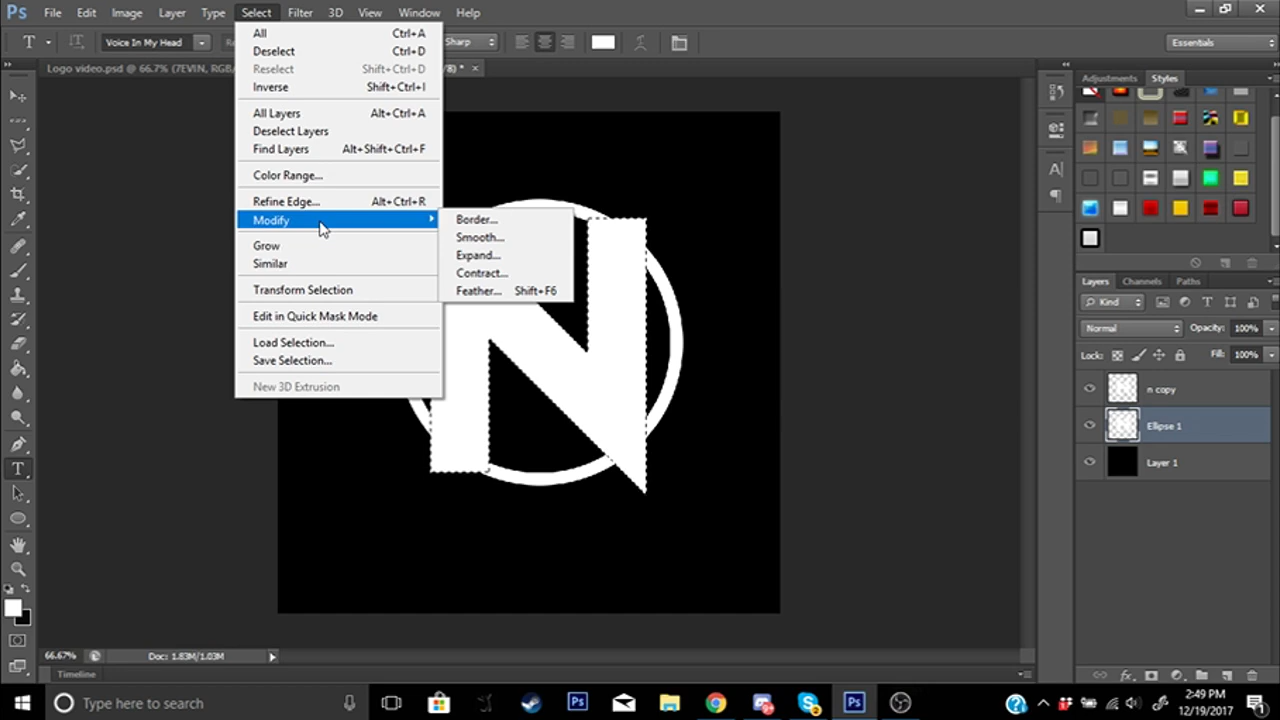 Ps File Edit Image Layer Type Select Filter 3D View Window Help
T Voice In My Head Sharp Essentials
Logo video.psd @ 66.7% (7EVIN, RGB/ /8) * ×
All Ctrl+A
Deselect Ctrl+D
Reselect Shift+Ctrl+D
Inverse Shift+Ctrl+I
All Layers Alt+Ctrl+A
Deselect Layers
Find Layers Alt+Shift+Ctrl+F
Color Range...
Refine Edge... Alt+Ctrl+R
Modify
Grow
Similar
Transform Selection
Edit in Quick Mask Mode
Load Selection...
Save Selection...
New 3D Extrusion
Border...
Smooth...
Expand...
Contract...
Feather... Shift+F6
N
Adjustments Styles
Layers Channels Paths
Kind
Normal Opacity: 100%
Lock: Fill: 100%
n copy
Ellipse 1
Layer 1
66.67% Doc: 1.83M/1.03M
Timeline
Type here to search
2:49 PM
12/19/2017